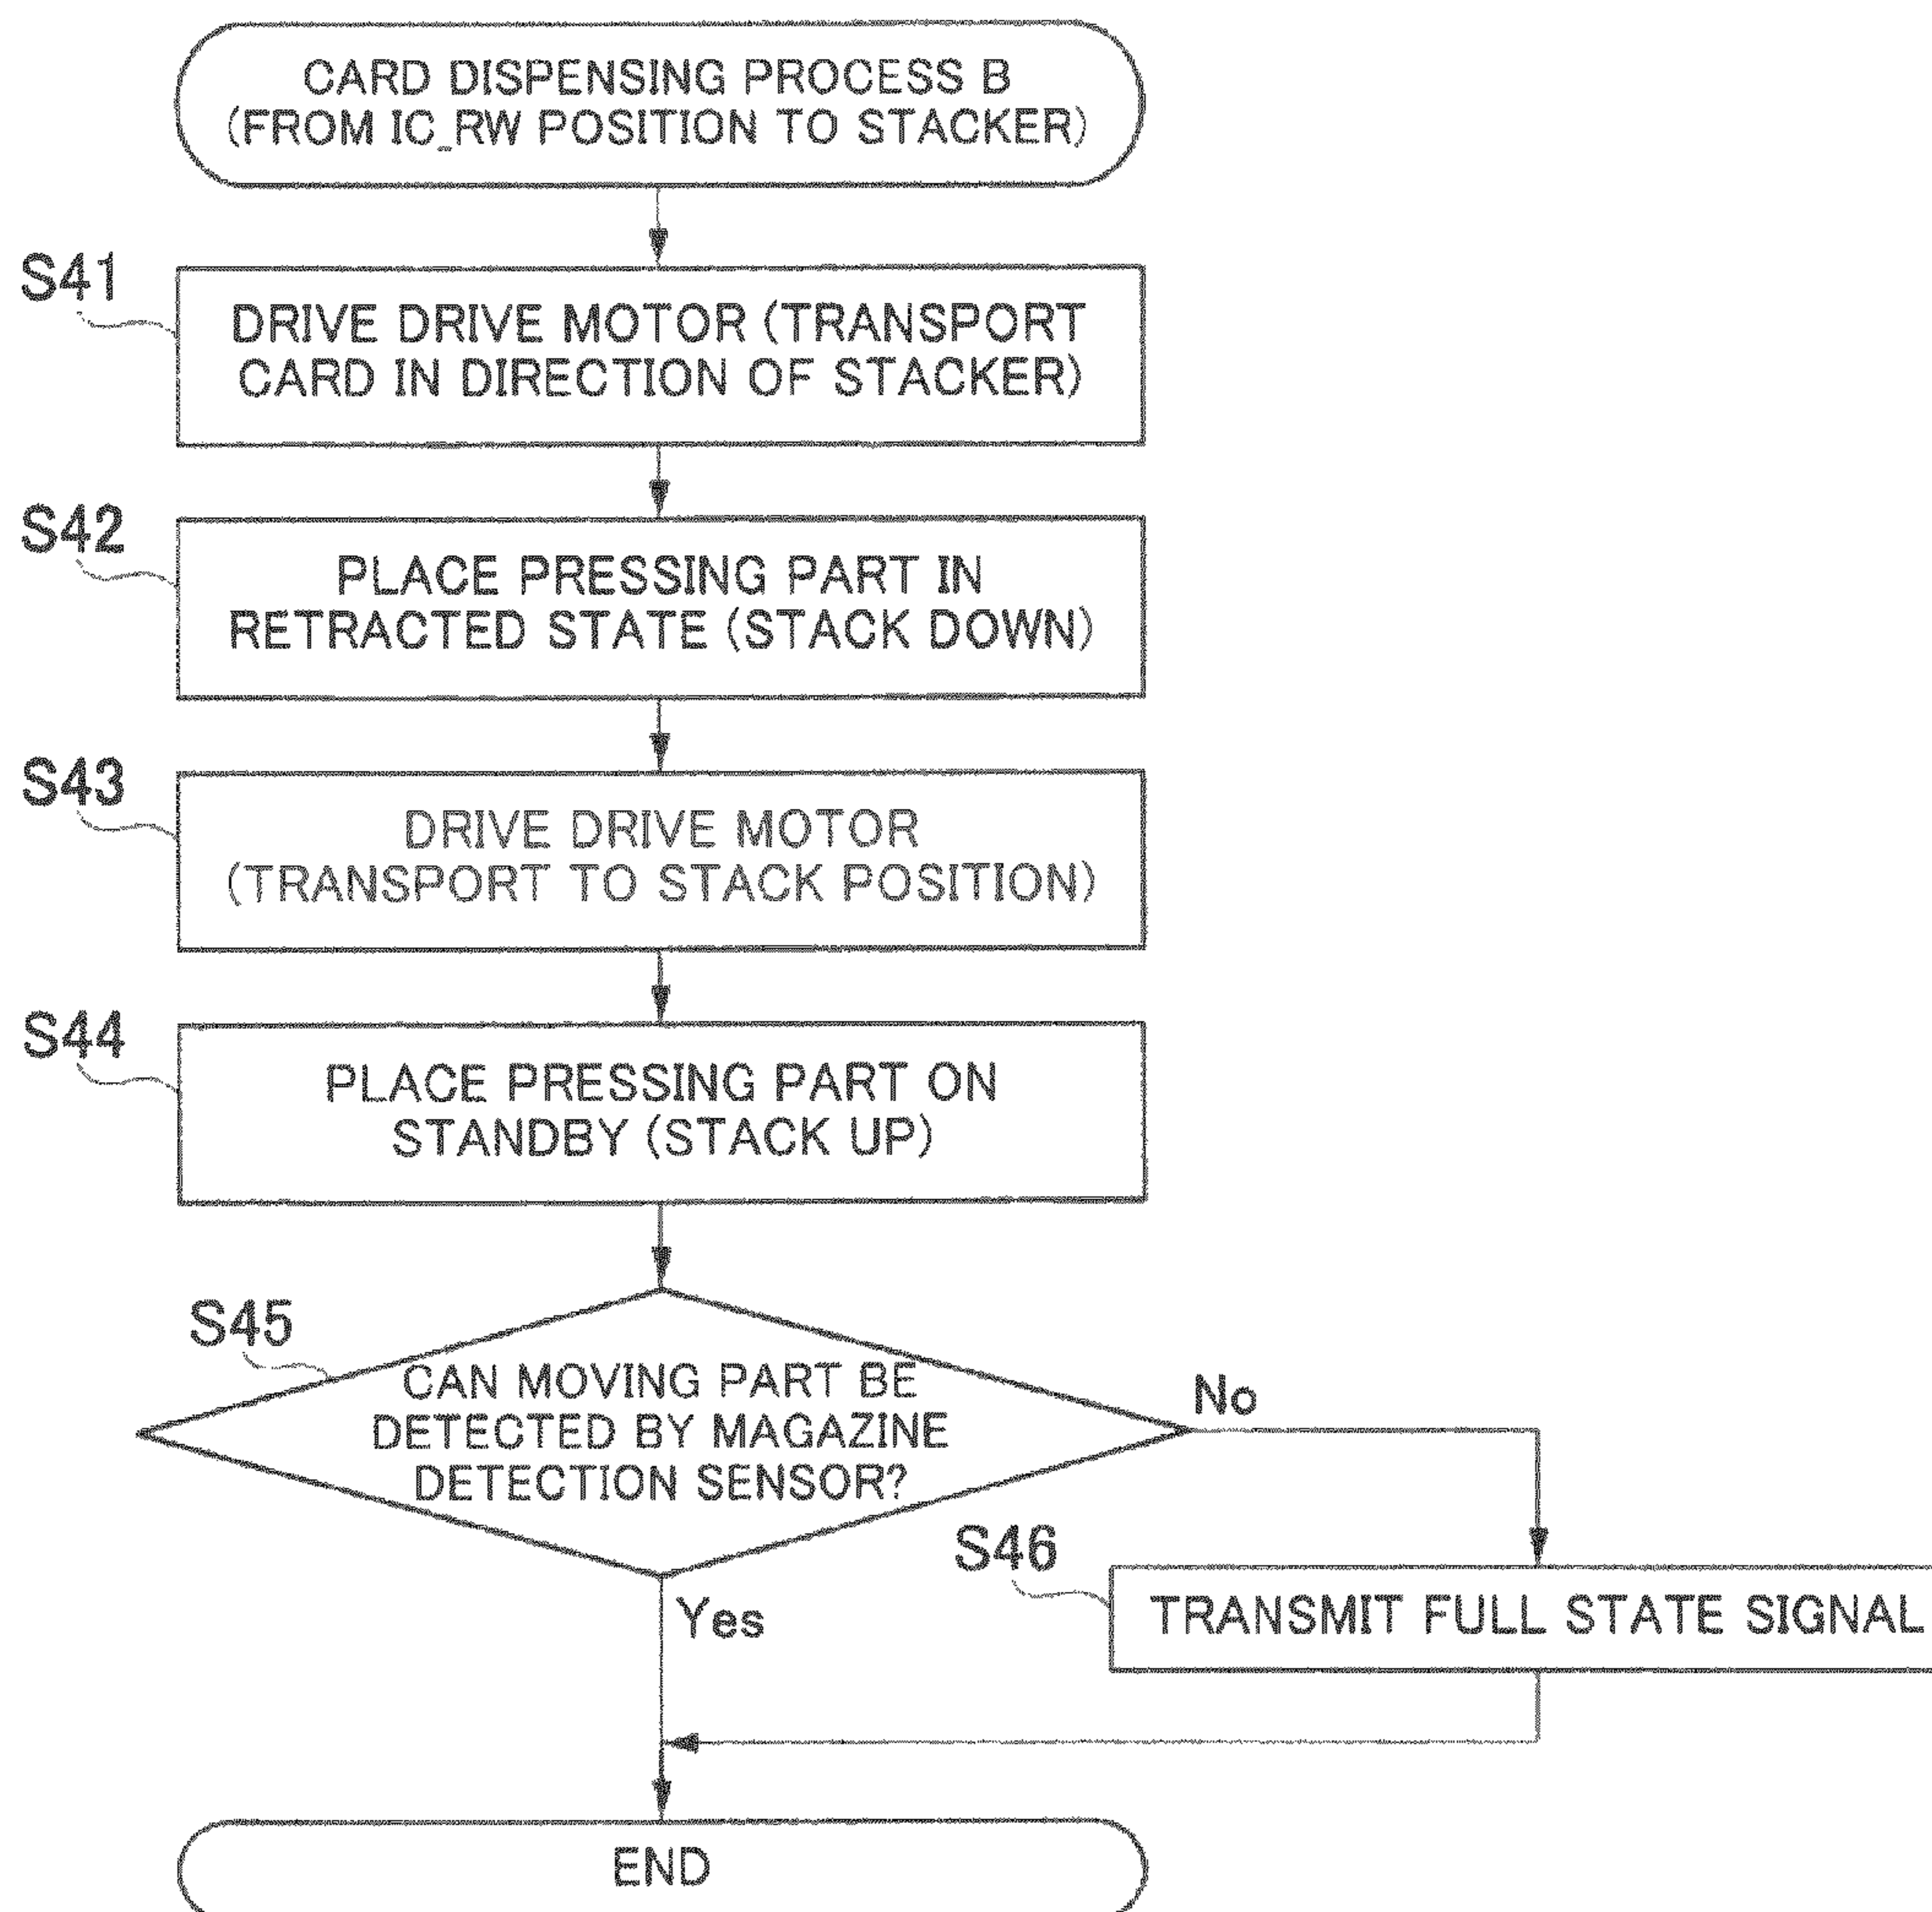 CARD DISPENSING PROCESS B
(FROM IC_RW POSITION TO STACKER)
S41
DRIVE DRIVE MOTOR (TRANSPORT
CARD IN DIRECTION OF STACKER)
S42
PLACE PRESSING PART IN
RETRACTED STATE (STACK DOWN)
S43
DRIVE DRIVE MOTOR
(TRANSPORT TO STACK POSITION)
S44
PLACE PRESSING PART ON
STANDBY (STACK UP)
S45
CAN MOVING PART BE
DETECTED BY MAGAZINE
DETECTION SENSOR?
No
S46
TRANSMIT FULL STATE SIGNAL
Yes
END